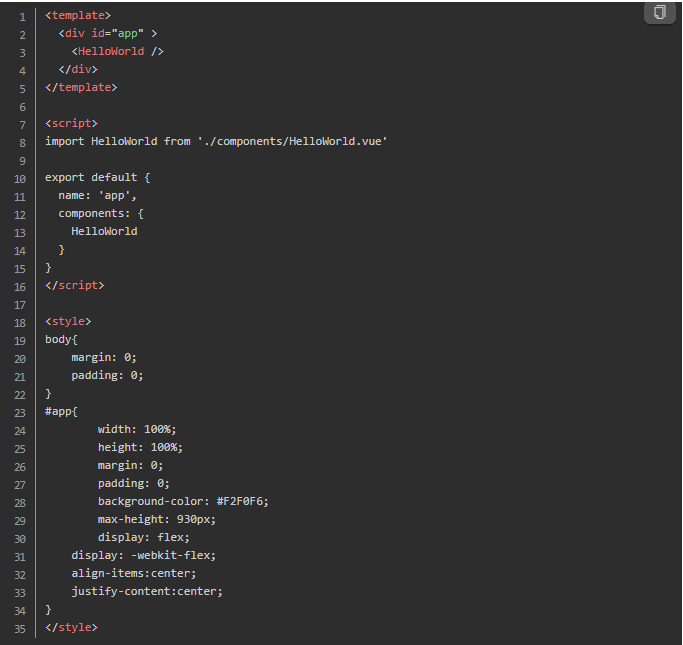 1 <template>
2   <div id="app" >
3     <HelloWorld />
4   </div>
5 </template>
6
7 <script>
8 import HelloWorld from './components/HelloWorld.vue'
9
10 export default {
11   name: 'app',
12   components: {
13     HelloWorld
14   }
15 }
16 </script>
17
18 <style>
19 body{
20     margin: 0;
21     padding: 0;
22 }
23 #app{
24         width: 100%;
25         height: 100%;
26         margin: 0;
27         padding: 0;
28         background-color: #F2F0F6;
29         max-height: 930px;
30         display: flex;
31     display: -webkit-flex;
32     align-items:center;
33     justify-content:center;
34 }
35 </style>